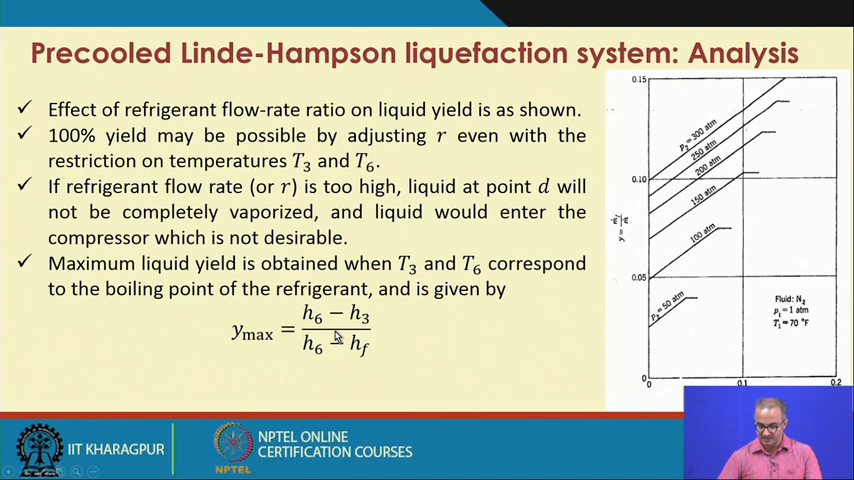 Precooled Linde-Hampson liquefaction system: Analysis
✓ Effect of refrigerant flow-rate ratio on liquid yield is as shown.
✓ 100% yield may be possible by adjusting r even with the
restriction on temperatures T₃ and T₆.
✓ If refrigerant flow rate (or r) is too high, liquid at point d will
not be completely vaporized, and liquid would enter the
compressor which is not desirable.
✓ Maximum liquid yield is obtained when T₃ and T₆ correspond
to the boiling point of the refrigerant, and is given by
y_max = (h₆ − h₃) / (h₆ − h_f)
0.15
0.10
0.05
0
0
0.1
0.2
P₂ = 300 atm
250 atm
200 atm
150 atm
100 atm
P₂ = 50 atm
Fluid: N₂
p₁ = 1 atm
T₁ = 70 °F
IIT KHARAGPUR
NPTEL
NPTEL ONLINE
CERTIFICATION COURSES